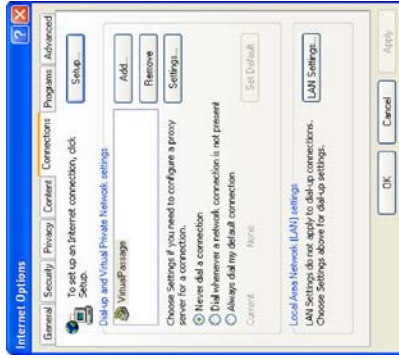 Internet Options
General Security Privacy Content Connections Programs Advanced
To set up an Internet connection, click
Setup.
Setup...
Dial-up and Virtual Private Network settings
VirtualPassage
Add...
Remove
Choose Settings if you need to configure a proxy
server for a connection.
Settings...
Never dial a connection
Dial whenever a network connection is not present
Always dial my default connection
Current None
Set Default
Local Area Network (LAN) settings
LAN Settings do not apply to dial-up connections.
Choose Settings above for dial-up settings.
LAN Settings...
OK
Cancel
Apply